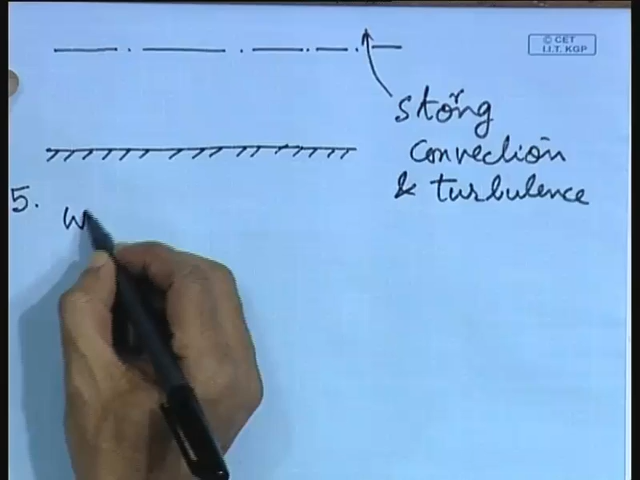 © CET
I.I.T. KGP
strong
convection
& turbulence
5.
W